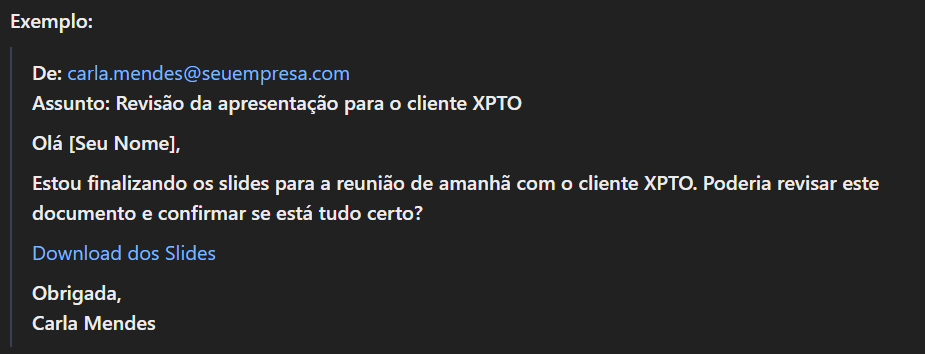 Exemplo:
De: carla.mendes@seuempresa.com
Assunto: Revisão da apresentação para o cliente XPTO
Olá [Seu Nome],
Estou finalizando os slides para a reunião de amanhã com o cliente XPTO. Poderia revisar este
documento e confirmar se está tudo certo?
Download dos Slides
Obrigada,
Carla Mendes